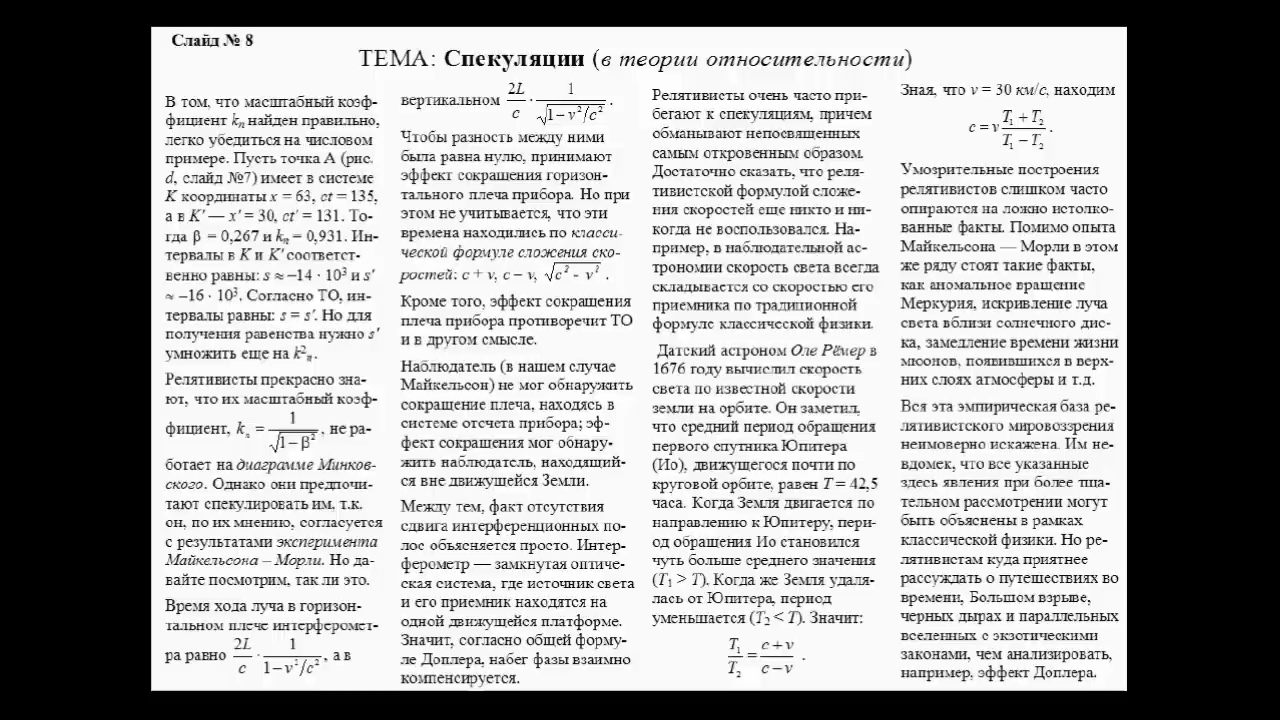 Слайд № 8
ТЕМА: Спекуляции (в теории относительности)
В том, что масштабный коэф-
фициент kₙ найден правильно,
легко убедиться на числовом
примере. Пусть точка А (рис.
d, слайд №7) имеет в системе
K координаты x = 63, ct = 135,
а в K' — x' = 30, ct' = 131. То-
гда β = 0,267 и kₙ = 0,931. Ин-
тервалы в K и K' соответст-
венно равны: s ≈ −14 · 10³ и s'
≈ −16 · 10³. Согласно ТО, ин-
тервалы равны: s = s'. Но для
получения равенства нужно s'
умножить еще на k²ₙ.
Релятивисты прекрасно зна-
ют, что их масштабный коэф-
фициент, kₙ = 1/√(1−β²), не ра-
ботает на диаграмме Минков-
ского. Однако они предпочи-
тают спекулировать им, т.к.
он, по их мнению, согласуется
с результатами эксперимента
Майкельсона – Морли. Но да-
вайте посмотрим, так ли это.
Время хода луча в горизон-
тальном плече интерферомет-
ра равно 2L/c · 1/(1−v²/c²), а в
вертикальном 2L/c · 1/√(1−v²/c²).
Чтобы разность между ними
была равна нулю, принимают
эффект сокращения горизон-
тального плеча прибора. Но при
этом не учитывается, что эти
времена находились по класси-
ческой формуле сложения ско-
ростей: c + v, c − v, √(c² - v²).
Кроме того, эффект сокращения
плеча прибора противоречит ТО
и в другом смысле.
Наблюдатель (в нашем случае
Майкельсон) не мог обнаружить
сокращение плеча, находясь в
системе отсчета прибора; эф-
фект сокращения мог обнару-
жить наблюдатель, находящий-
ся вне движущейся Земли.
Между тем, факт отсутствия
сдвига интерференционных по-
лос объясняется просто. Интер-
ферометр — замкнутая оптиче-
ская система, где источник света
и его приемник находятся на
одной движущейся платформе.
Значит, согласно общей форму-
ле Доплера, набег фазы взаимно
компенсируется.
Релятивисты очень часто при-
бегают к спекуляциям, причем
обманывают непосвященных
самым откровенным образом.
Достаточно сказать, что реля-
тивистской формулой сложе-
ния скоростей еще никто и ни-
когда не воспользовался. На-
пример, в наблюдательной ас-
трономии скорость света всегда
складывается со скоростью его
приемника по традиционной
формуле классической физики.
Датский астроном Оле Рёмер в
1676 году вычислил скорость
света по известной скорости
земли на орбите. Он заметил,
что средний период обращения
первого спутника Юпитера
(Ио), движущегося почти по
круговой орбите, равен T = 42,5
часа. Когда Земля двигается по
направлению к Юпитеру, пери-
од обращения Ио становился
чуть больше среднего значения
(T₁ > T). Когда же Земля удаля-
лась от Юпитера, период
уменьшается (T₂ < T). Значит:
T₁/T₂ = (c + v)/(c − v).
Зная, что v = 30 км/с, находим
c = v (T₁ + T₂)/(T₁ − T₂).
Умозрительные построения
релятивистов слишком часто
опираются на ложно истолко-
ванные факты. Помимо опыта
Майкельсона — Морли в этом
же ряду стоят такие факты,
как аномальное вращение
Меркурия, искривление луча
света вблизи солнечного дис-
ка, замедление времени жизни
мюонов, появившихся в верх-
них слоях атмосферы и т.д.
Вся эта эмпирическая база ре-
лятивистского мировоззрения
неимоверно искажена. Им не-
вдомек, что все указанные
здесь явления при более тща-
тельном рассмотрении могут
быть объяснены в рамках
классической физики. Но ре-
лятивистам куда приятнее
рассуждать о путешествиях во
времени, Большом взрыве,
черных дырах и параллельных
вселенных с экзотическими
законами, чем анализировать,
например, эффект Доплера.